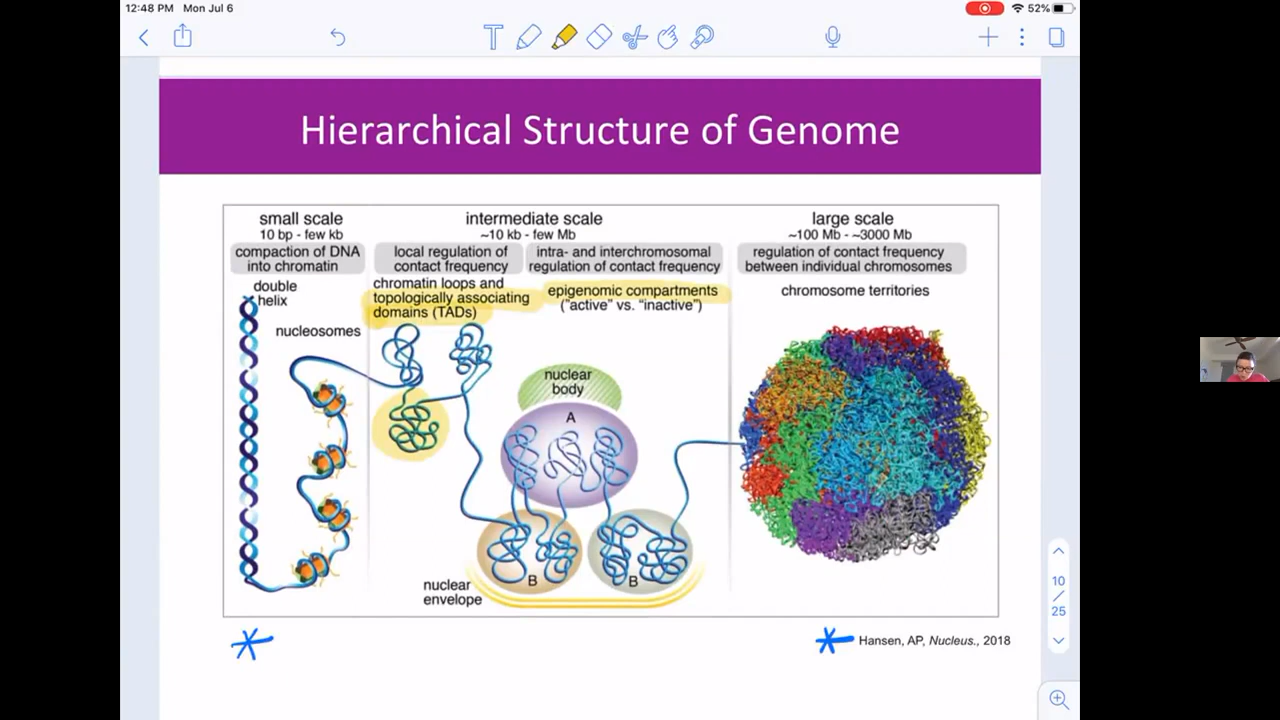 12:48 PM Mon Jul 6
52%
Hierarchical Structure of Genome
small scale
10 bp - few kb
compaction of DNA
into chromatin
double
helix
nucleosomes
intermediate scale
~10 kb - few Mb
local regulation of
contact frequency
chromatin loops and
topologically associating
domains (TADs)
intra- and interchromosomal
regulation of contact frequency
epigenomic compartments
("active" vs. "inactive")
nuclear
body
A
B
B
nuclear
envelope
large scale
~100 Mb - ~3000 Mb
regulation of contact frequency
between individual chromosomes
chromosome territories
10
/
25
Hansen, AP, Nucleus., 2018